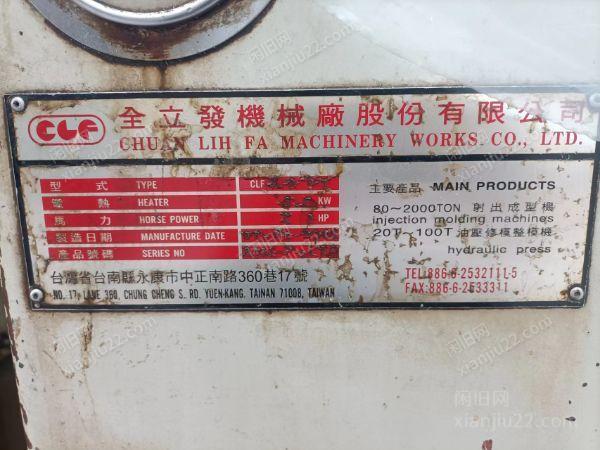 CLF 全立發機械廠股份有限公司
CHUAN LIH FA MACHINERY WORKS CO., LTD.
型式 TYPE CLF
電熱 HEATER KW
馬力 HORSE POWER HP
製造日期 MANUFACTURE DATE
產品號碼 SERIES NO
主要產品 MAIN PRODUCTS
80~2000TON 射出成型機
injection molding machines
20T~100T 油壓修模整模機
hydraulic press
台灣省台南縣永康市中正南路360巷17號
NO. 17, LANE 360, CHUNG CHENG S. RD. YUEN-KANG, TAINAN 71008, TAIWAN
TEL:886-6-2532111-5
FAX:886-6-2533311
闲旧网
xianjiu22.com